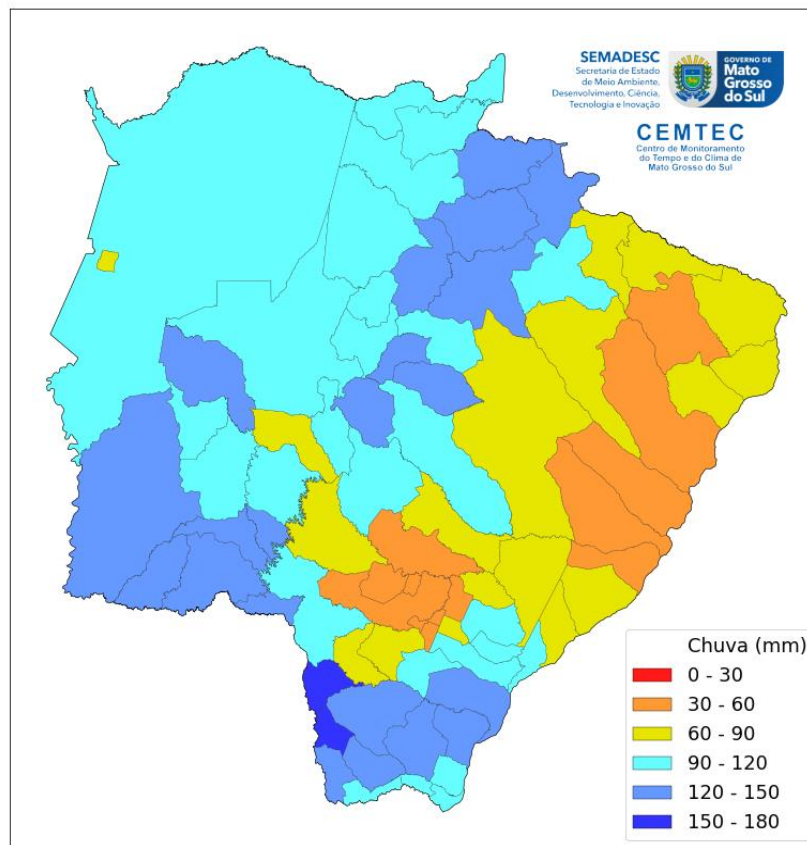 SEMADESC
Secretaria de Estado
de Meio Ambiente,
Desenvolvimento, Ciência,
Tecnologia e Inovação
GOVERNO DE
Mato
Grosso
do Sul
CEMTEC
Centro de Monitoramento
do Tempo e do Clima de
Mato Grosso do Sul
Chuva (mm)
0 - 30
30 - 60
60 - 90
90 - 120
120 - 150
150 - 180